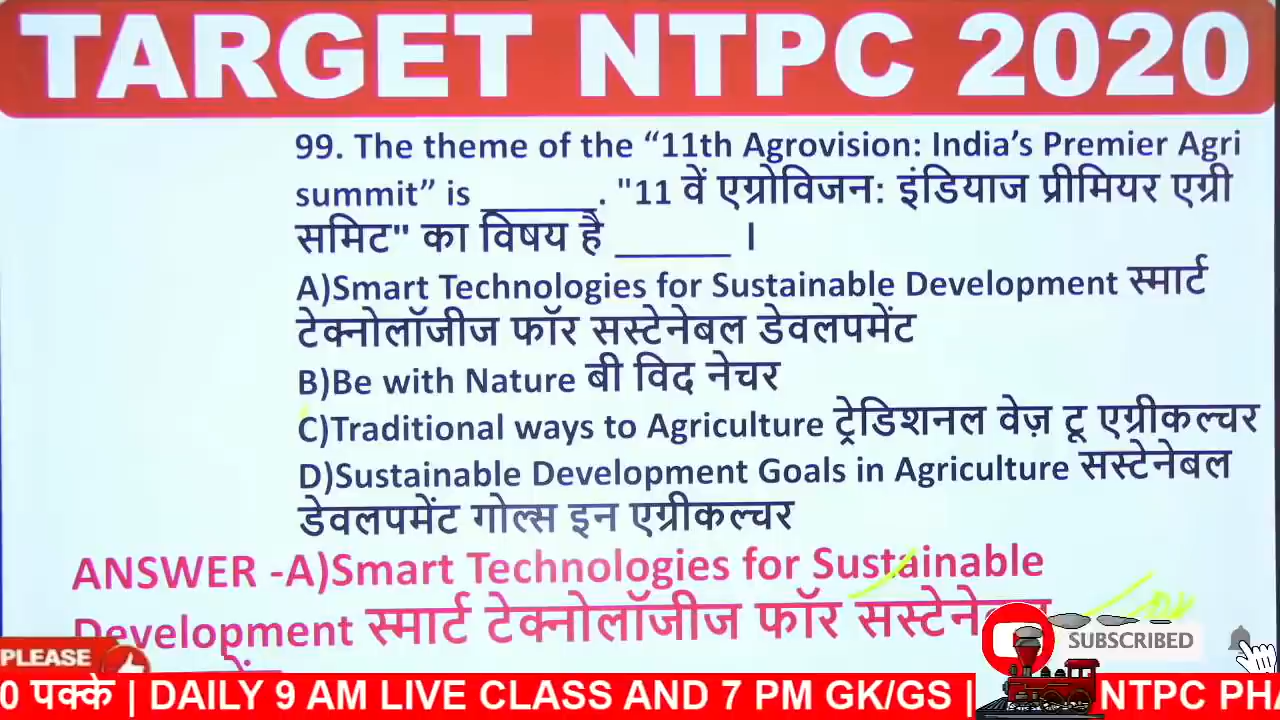 TARGET NTPC 2020
99. The theme of the “11th Agrovision: India’s Premier Agri
summit” is ______. "11 वें एग्रोविजन: इंडियाज प्रीमियर एग्री
समिट" का विषय है ______ ।
A)Smart Technologies for Sustainable Development स्मार्ट
टेक्नोलॉजीज फॉर सस्टेनेबल डेवलपमेंट
B)Be with Nature बी विद नेचर
C)Traditional ways to Agriculture ट्रेडिशनल वेज़ टू एग्रीकल्चर
D)Sustainable Development Goals in Agriculture सस्टेनेबल
डेवलपमेंट गोल्स इन एग्रीकल्चर
ANSWER -A)Smart Technologies for Sustainable
Development स्मार्ट टेक्नोलॉजीज फॉर
SUBSCRIBED
PLEASE
0 पक्के | DAILY 9 AM LIVE CLASS AND 7 PM GK/GS | NTPC